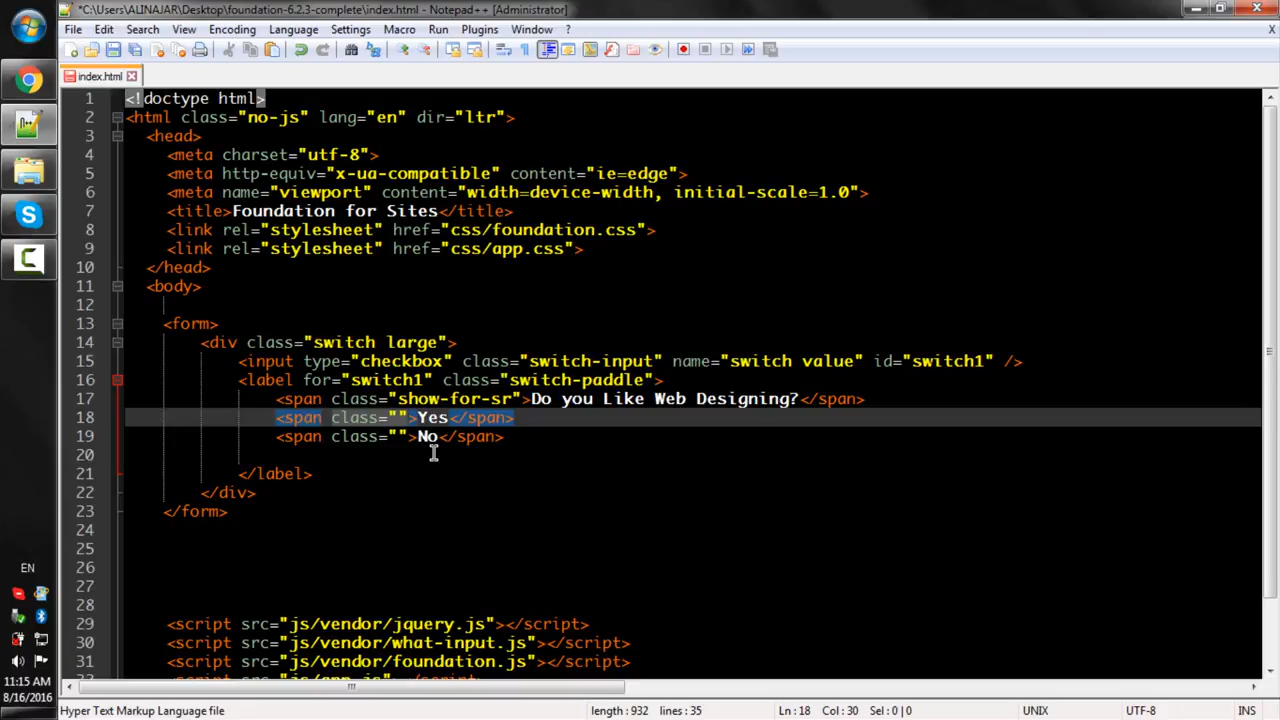 *C:\Users\ALINAJAR\Desktop\foundation-6.2.3-complete\index.html - Notepad++ [Administrator]
File Edit Search View Encoding Language Settings Macro Run Plugins Window ? X
index.html
1 <!doctype html>
2 <html class="no-js" lang="en" dir="ltr">
3 <head>
4 <meta charset="utf-8">
5 <meta http-equiv="x-ua-compatible" content="ie=edge">
6 <meta name="viewport" content="width=device-width, initial-scale=1.0">
7 <title>Foundation for Sites</title>
8 <link rel="stylesheet" href="css/foundation.css">
9 <link rel="stylesheet" href="css/app.css">
10 </head>
11 <body>
12
13 <form>
14 <div class="switch large">
15 <input type="checkbox" class="switch-input" name="switch value" id="switch1" />
16 <label for="switch1" class="switch-paddle">
17 <span class="show-for-sr">Do you Like Web Designing?</span>
18 <span class="">Yes</span>
19 <span class="">No</span>
20
21 </label>
22 </div>
23 </form>
24
25
26
27
28
29 <script src="js/vendor/jquery.js"></script>
30 <script src="js/vendor/what-input.js"></script>
31 <script src="js/vendor/foundation.js"></script>
EN
11:15 AM
8/16/2016
Hyper Text Markup Language file length : 932 lines : 35 Ln : 18 Col : 30 Sel : 0 | 0 UNIX UTF-8 INS